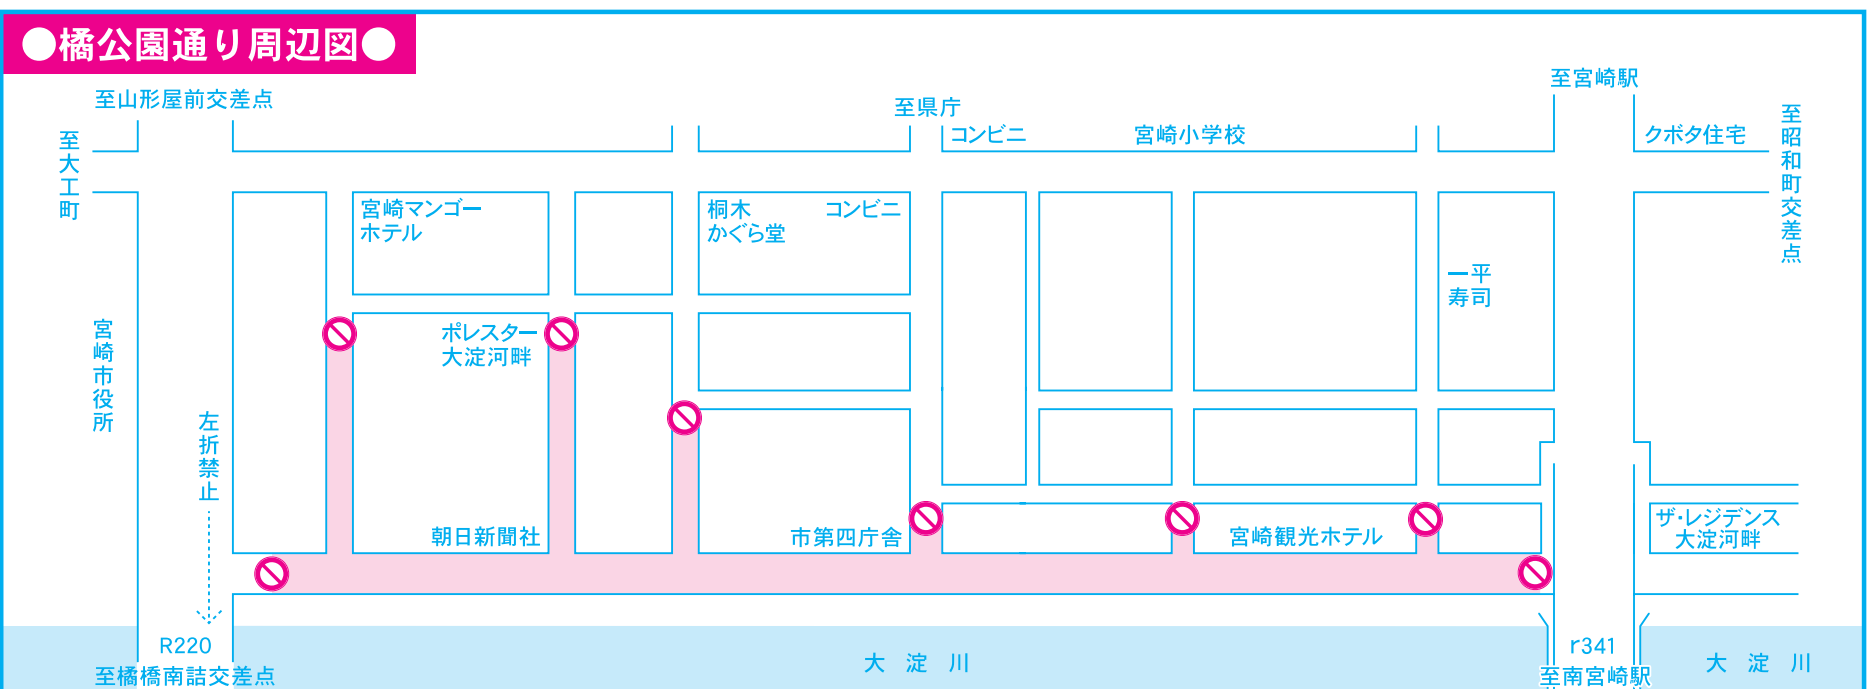 ●橘公園通り周辺図●
至宮崎駅
至山形屋前交差点
至県庁
至大工町
コンビニ
宮崎小学校
クボタ住宅
至昭和町交差点
宮崎マンゴー
ホテル
桐木
かぐら堂
コンビニ
一平
寿司
宮崎市役所
ポレスター
大淀河畔
左折禁止
朝日新聞社
市第四庁舎
宮崎観光ホテル
ザ・レジデンス
大淀河畔
R220
至橘橋南詰交差点
大淀川
r341
至南宮崎駅
大淀川